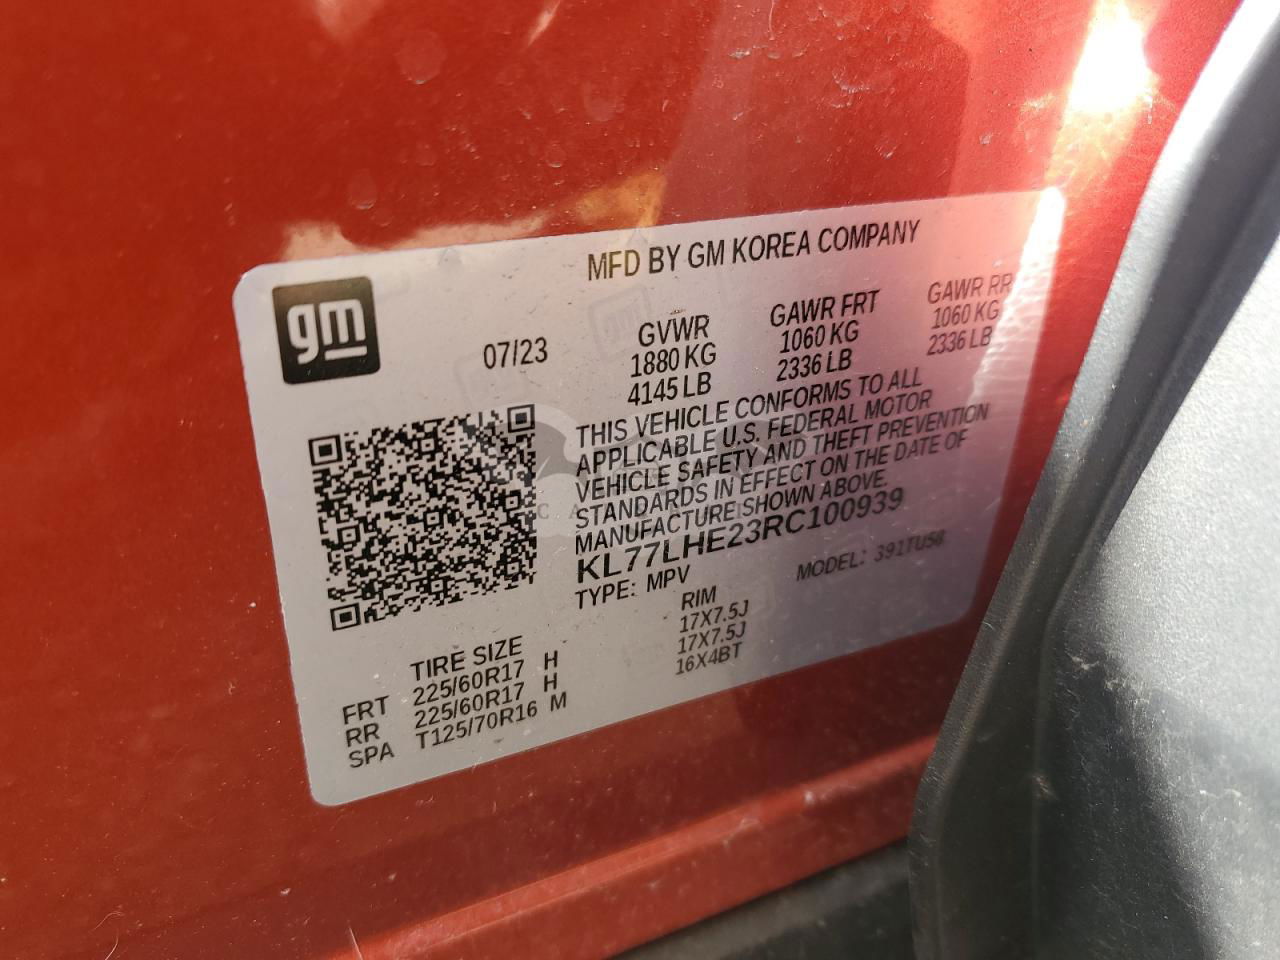 gm
MFD BY GM KOREA COMPANY
07/23
GVWR
1880 KG
4145 LB
GAWR FRT
1060 KG
2336 LB
GAWR RR
1060 KG
2336 LB
THIS VEHICLE CONFORMS TO ALL
APPLICABLE U.S. FEDERAL MOTOR
VEHICLE SAFETY AND THEFT PREVENTION
STANDARDS IN EFFECT ON THE DATE OF
MANUFACTURE SHOWN ABOVE.
KL77LHE23RC100939
TYPE: MPV
MODEL: 391TU58
TIRE SIZE
RIM
FRT 225/60R17 H 17X7.5J
RR 225/60R17 H 17X7.5J
SPA T125/70R16 M 16X4BT